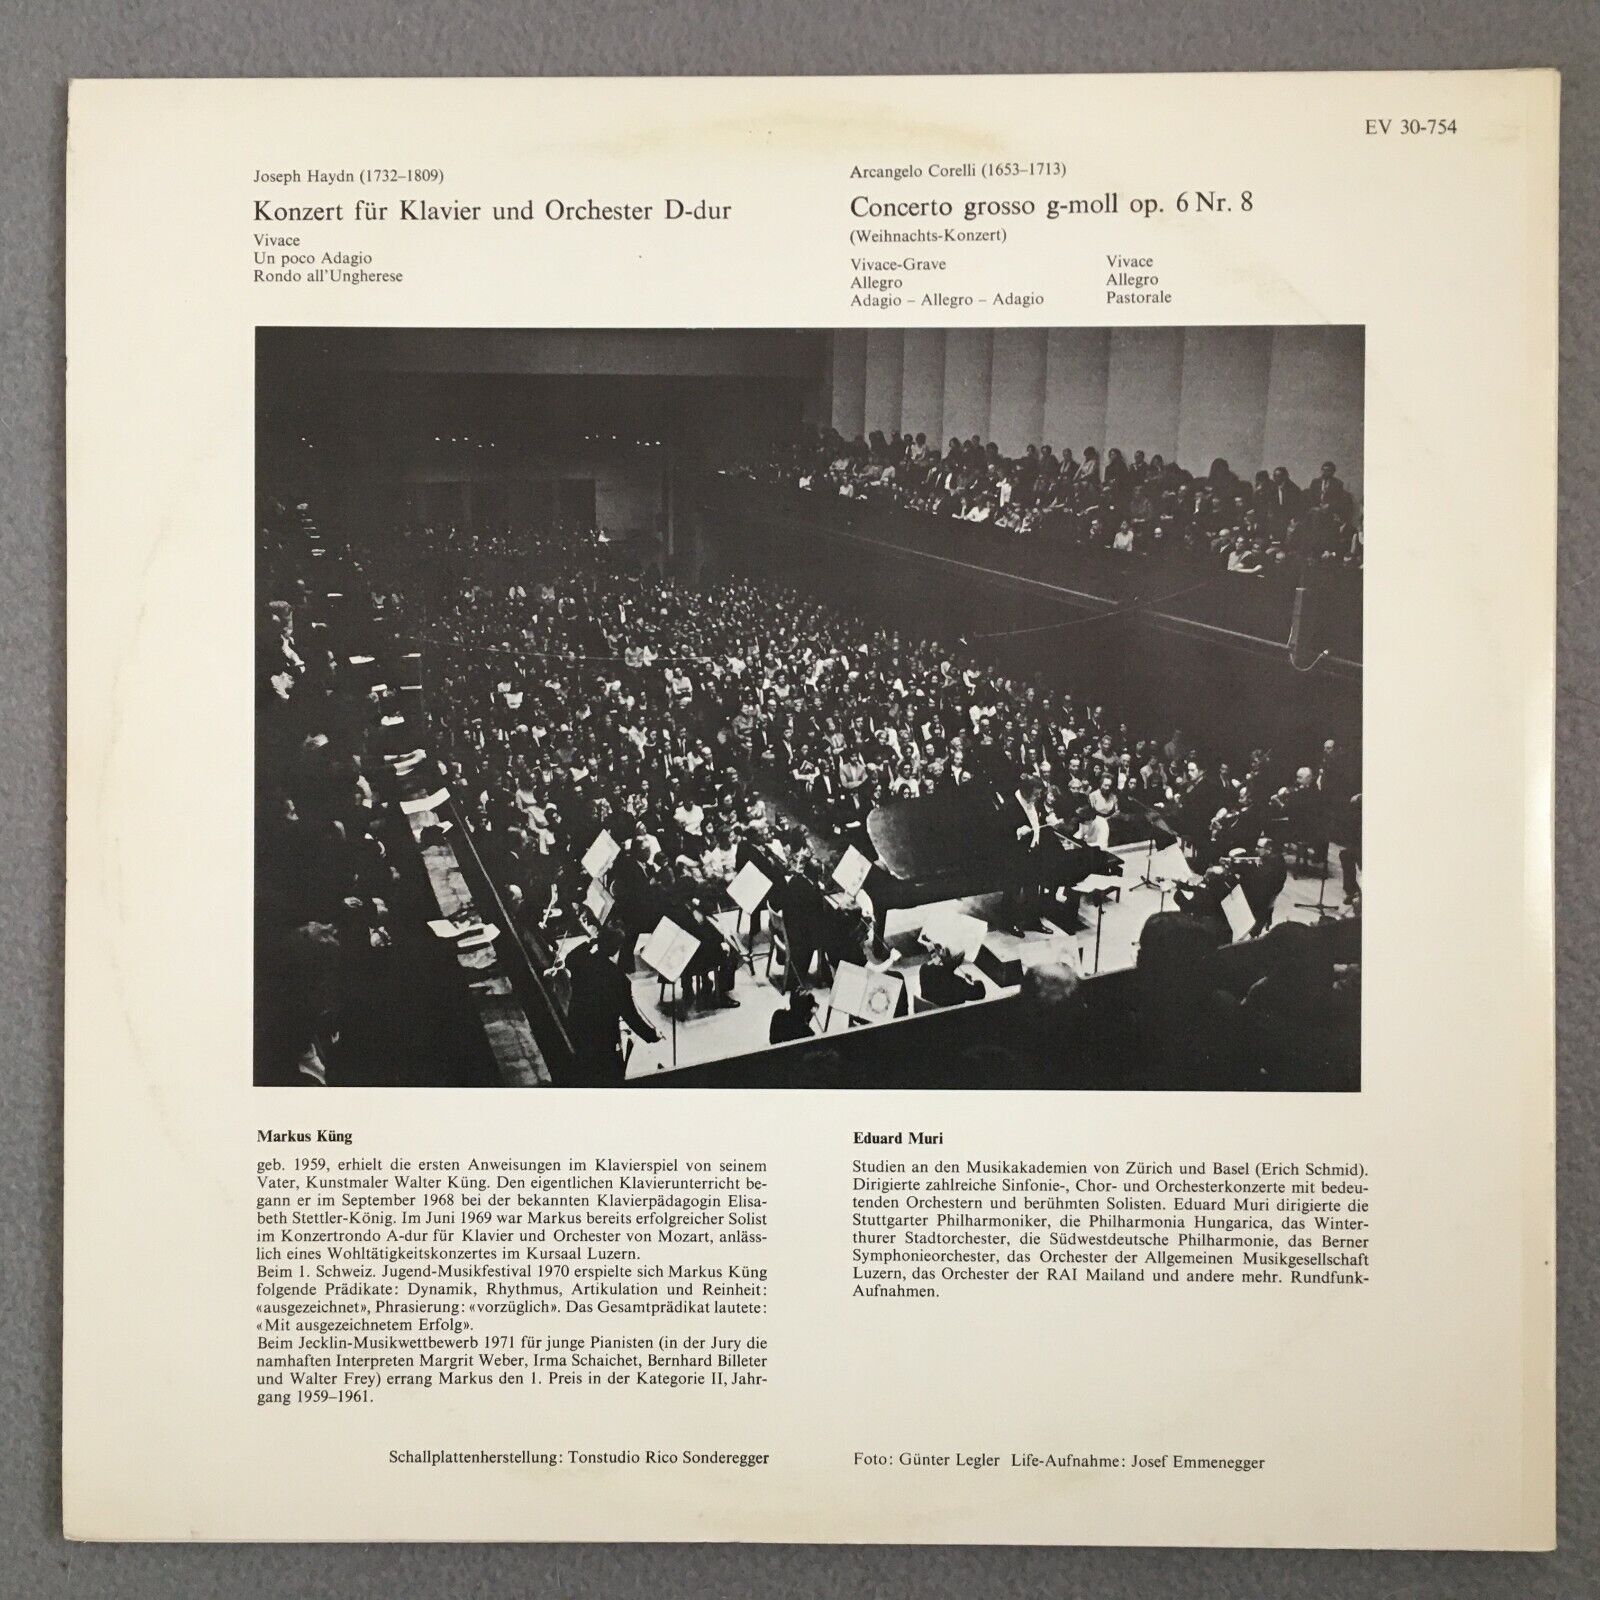 EV 30-754
Joseph Haydn (1732–1809)
Konzert für Klavier und Orchester D-dur
Vivace
Un poco Adagio
Rondo all'Ungherese
Arcangelo Corelli (1653–1713)
Concerto grosso g-moll op. 6 Nr. 8
(Weihnachts-Konzert)
Vivace-Grave
Allegro
Adagio – Allegro – Adagio
Vivace
Allegro
Pastorale
Markus Küng
geb. 1959, erhielt die ersten Anweisungen im Klavierspiel von seinem
Vater, Kunstmaler Walter Küng. Den eigentlichen Klavierunterricht be-
gann er im September 1968 bei der bekannten Klavierpädagogin Elisa-
beth Stettler-König. Im Juni 1969 war Markus bereits erfolgreicher Solist
im Konzertrondo A-dur für Klavier und Orchester von Mozart, anläss-
lich eines Wohltätigkeitskonzertes im Kursaal Luzern.
Beim 1. Schweiz. Jugend-Musikfestival 1970 erspielte sich Markus Küng
folgende Prädikate: Dynamik, Rhythmus, Artikulation und Reinheit:
«ausgezeichnet», Phrasierung: «vorzüglich». Das Gesamtprädikat lautete:
«Mit ausgezeichnetem Erfolg».
Beim Jecklin-Musikwettbewerb 1971 für junge Pianisten (in der Jury die
namhaften Interpreten Margrit Weber, Irma Schaichet, Bernhard Billeter
und Walter Frey) errang Markus den 1. Preis in der Kategorie II, Jahr-
gang 1959–1961.
Eduard Muri
Studien an den Musikakademien von Zürich und Basel (Erich Schmid).
Dirigierte zahlreiche Sinfonie-, Chor- und Orchesterkonzerte mit bedeu-
tenden Orchestern und berühmten Solisten. Eduard Muri dirigierte die
Stuttgarter Philharmoniker, die Philharmonia Hungarica, das Winter-
thurer Stadtorchester, die Südwestdeutsche Philharmonie, das Berner
Symphonieorchester, das Orchester der Allgemeinen Musikgesellschaft
Luzern, das Orchester der RAI Mailand und andere mehr. Rundfunk-
Aufnahmen.
Schallplattenherstellung: Tonstudio Rico Sonderegger
Foto: Günter Legler Life-Aufnahme: Josef Emmenegger